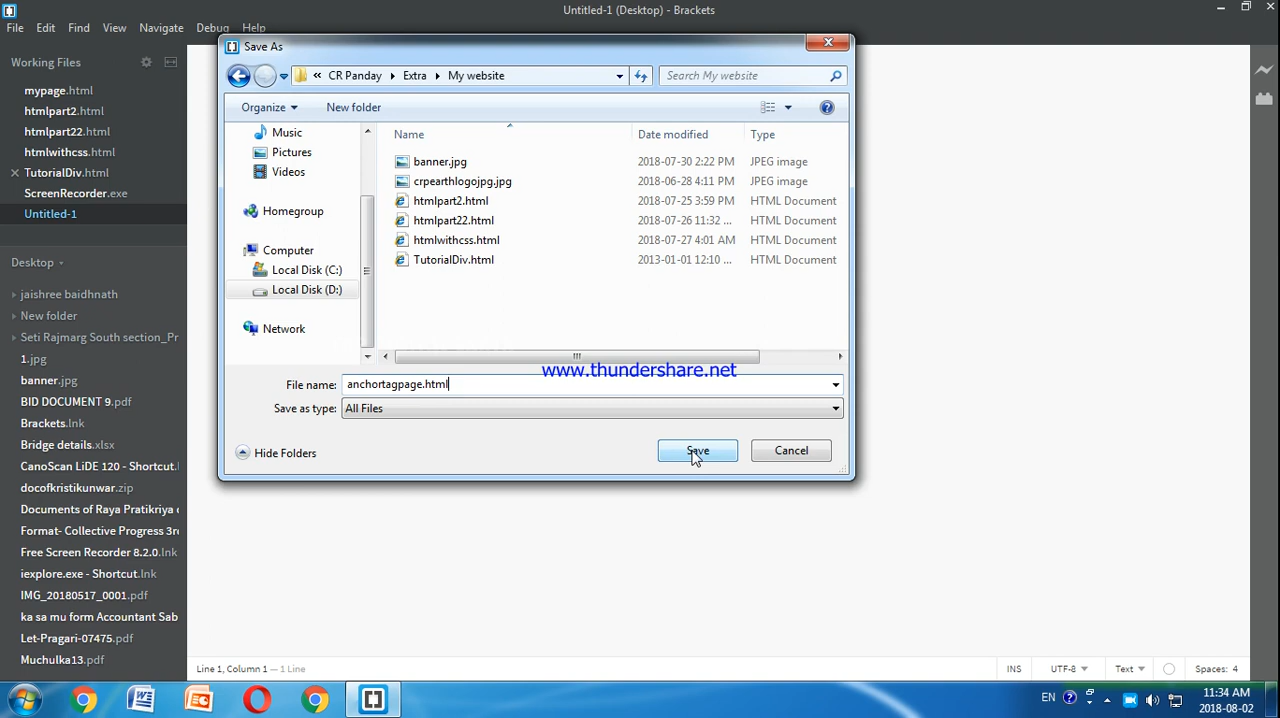 Untitled-1 (Desktop) - Brackets
File Edit Find View Navigate Debug Help
Working Files
mypage.html
htmlpart2.html
htmlpart22.html
htmlwithcss.html
TutorialDiv.html
ScreenRecorder.exe
Untitled-1
Desktop
jaishree baidhnath
New folder
Seti Rajmarg South section_Pr
1.jpg
banner.jpg
BID DOCUMENT 9.pdf
Brackets.lnk
Bridge details.xlsx
CanoScan LiDE 120 - Shortcut.l
docofkristikunwar.zip
Documents of Raya Pratikriya c
Format- Collective Progress 3rc
Free Screen Recorder 8.2.0.lnk
iexplore.exe - Shortcut.lnk
IMG_20180517_0001.pdf
ka sa mu form Accountant Sab
Let-Pragari-07475.pdf
Muchulka13.pdf
Save As
« CR Panday Extra My website
Search My website
Organize New folder
Music
Pictures
Videos
Homegroup
Computer
Local Disk (C:)
Local Disk (D:)
Network
Name Date modified Type
banner.jpg 2018-07-30 2:22 PM JPEG image
crpearthlogojpg.jpg 2018-06-28 4:11 PM JPEG image
htmlpart2.html 2018-07-25 3:59 PM HTML Document
htmlpart22.html 2018-07-26 11:32 ... HTML Document
htmlwithcss.html 2018-07-27 4:01 AM HTML Document
TutorialDiv.html 2013-01-01 12:10 ... HTML Document
www.thundershare.net
File name: anchortagpage.html
Save as type: All Files
Hide Folders
Save Cancel
Line 1, Column 1 — 1 Line
INS UTF-8 Text Spaces: 4
EN
11:34 AM
2018-08-02